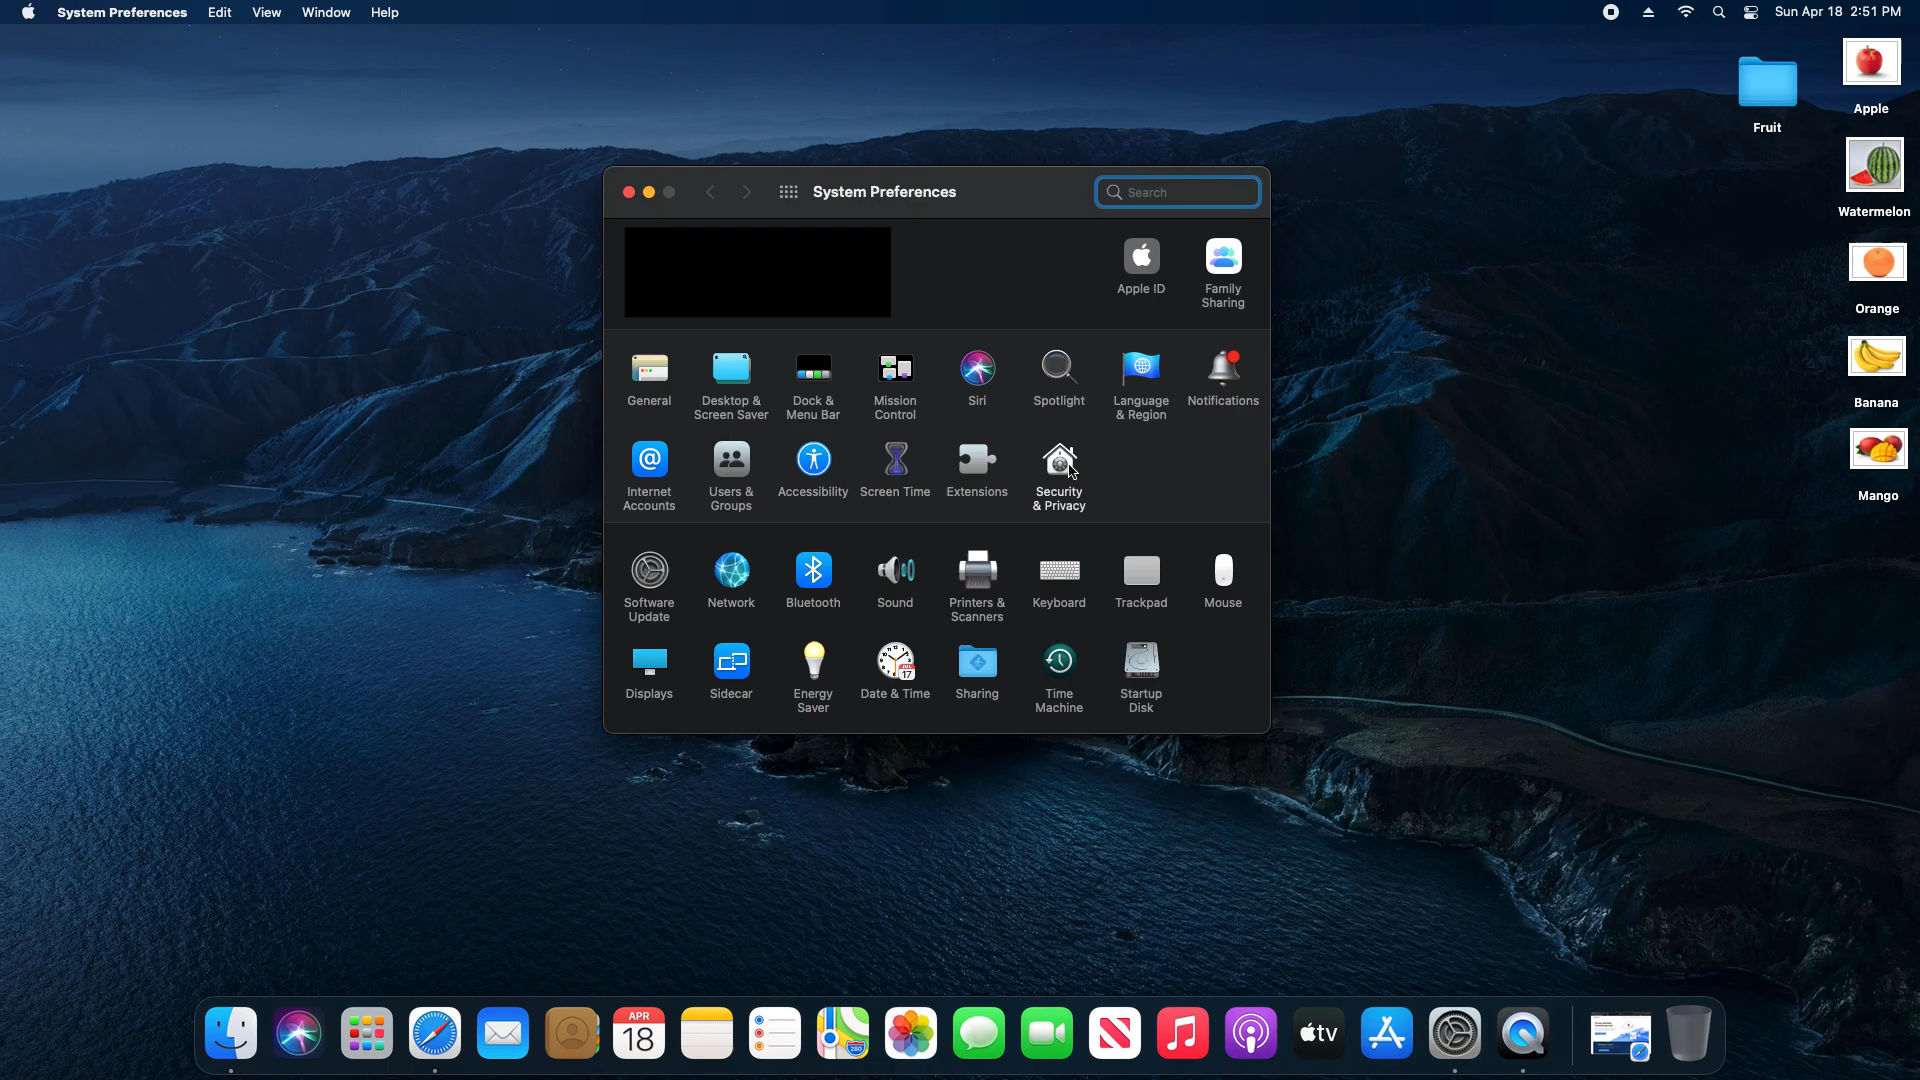 System Preferences Edit View Window Help Sun Apr 18 2:51 PM
System Preferences Search
Apple ID
Family
Sharing
General
Desktop &
Screen Saver
Dock &
Menu Bar
Mission
Control
Siri
Spotlight
Language
& Region
Notifications
Internet
Accounts
Users &
Groups
Accessibility
Screen Time
Extensions
Security
& Privacy
Software
Update
Network
Bluetooth
Sound
Printers &
Scanners
Keyboard
Trackpad
Mouse
Displays
Sidecar
Energy
Saver
JUL
17
Date & Time
Sharing
Time
Machine
Startup
Disk
Fruit
Apple
Watermelon
Orange
Banana
Mango
APR
18
280
tv